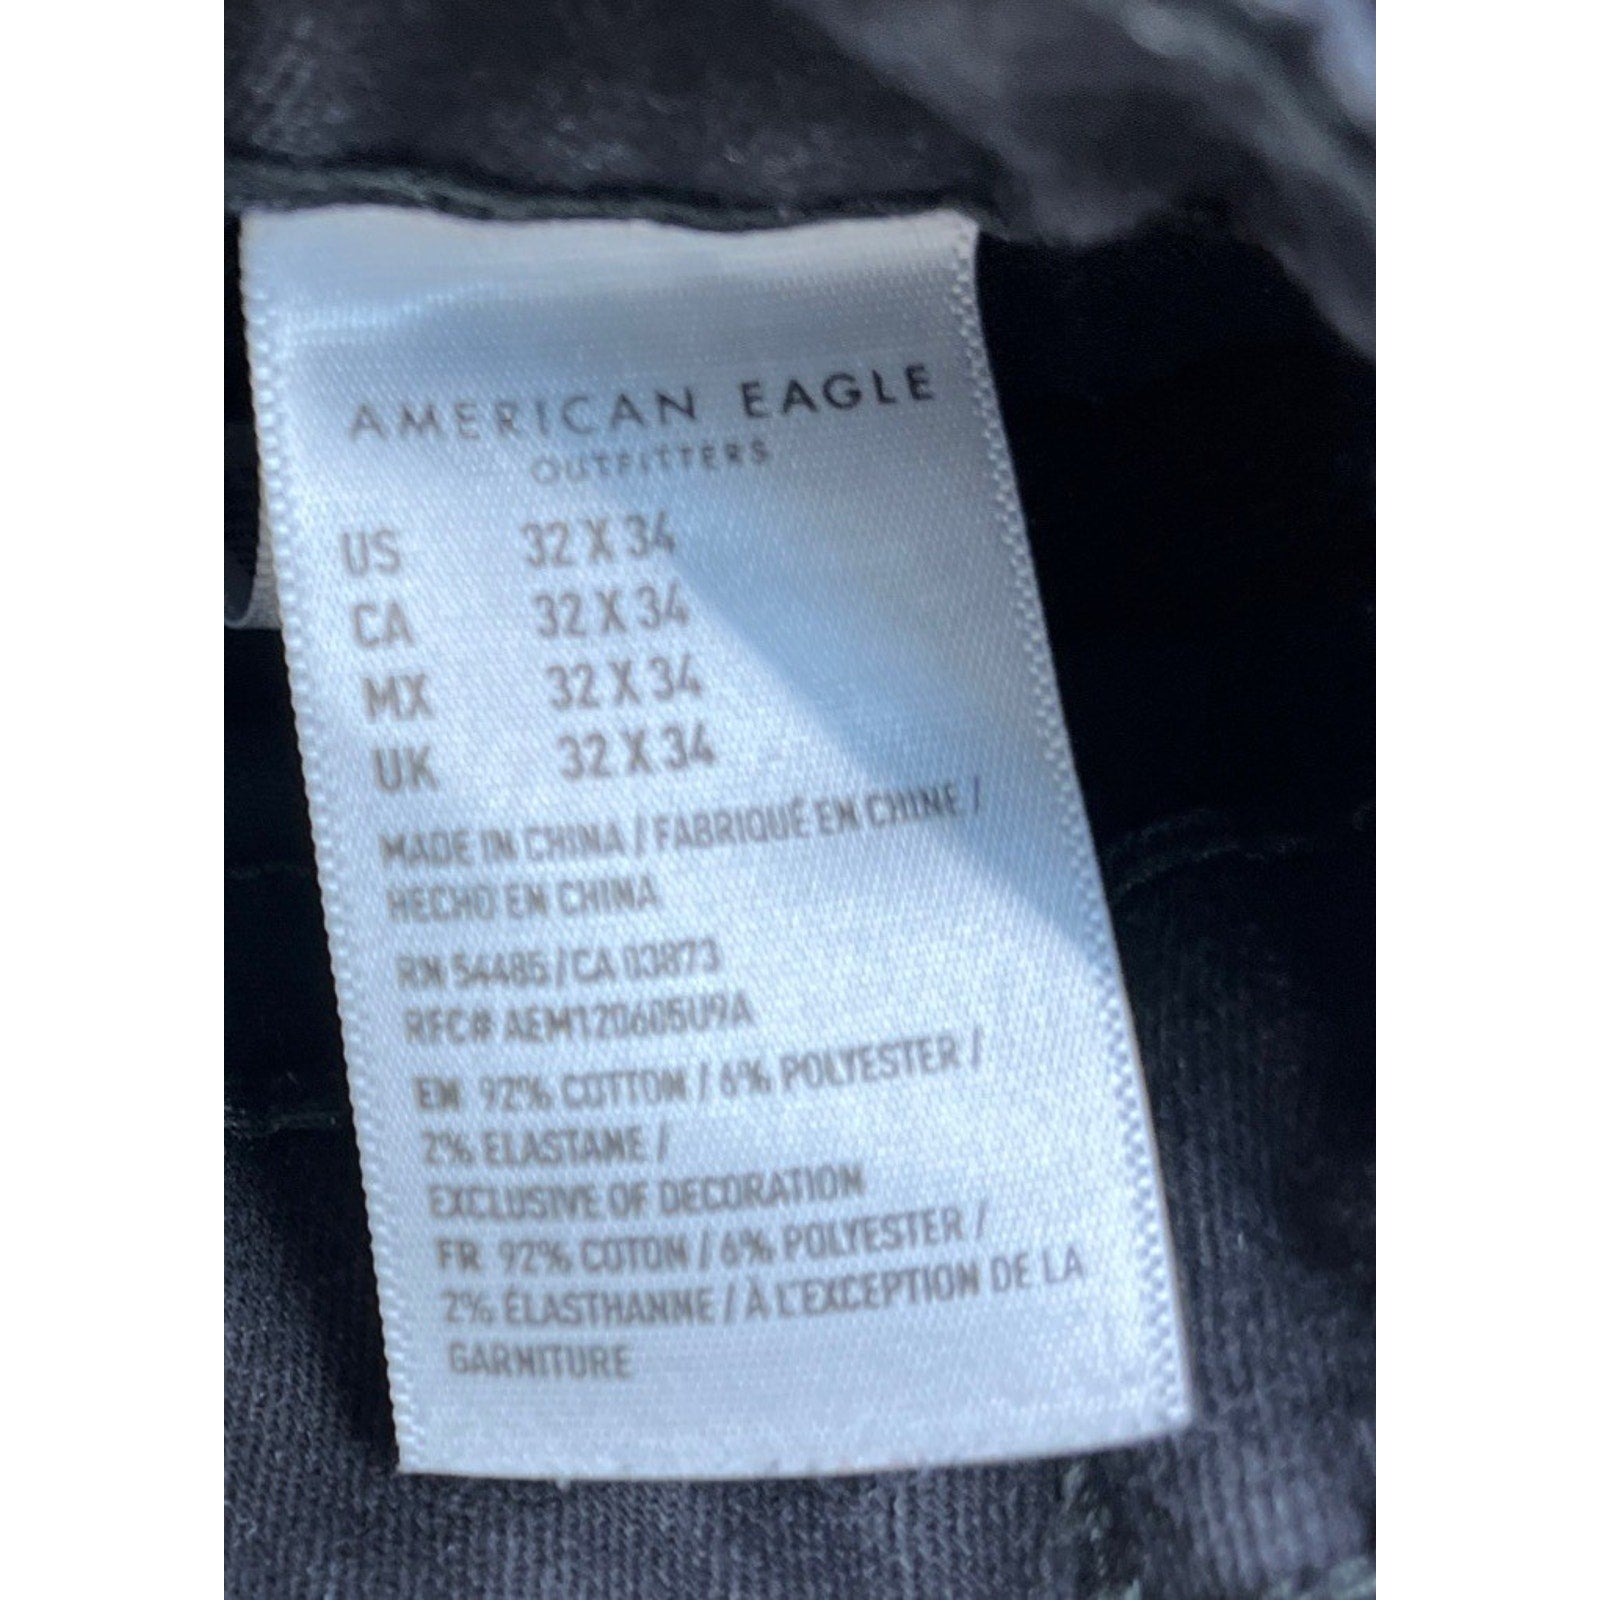 AMERICAN EAGLE
OUTFITTERS
US 32 X 34
CA 32 X 34
MX 32 X 34
UK 32 X 34
MADE IN CHINA / FABRIQUÉ EN CHINE /
HECHO EN CHINA
RN 54485 / CA 03873
RFC# AEM120605U9A
EN 92% COTTON / 6% POLYESTER /
2% ELASTANE /
EXCLUSIVE OF DECORATION
FR 92% COTON / 6% POLYESTER /
2% ÉLASTHANNE / À L'EXCEPTION DE LA
GARNITURE